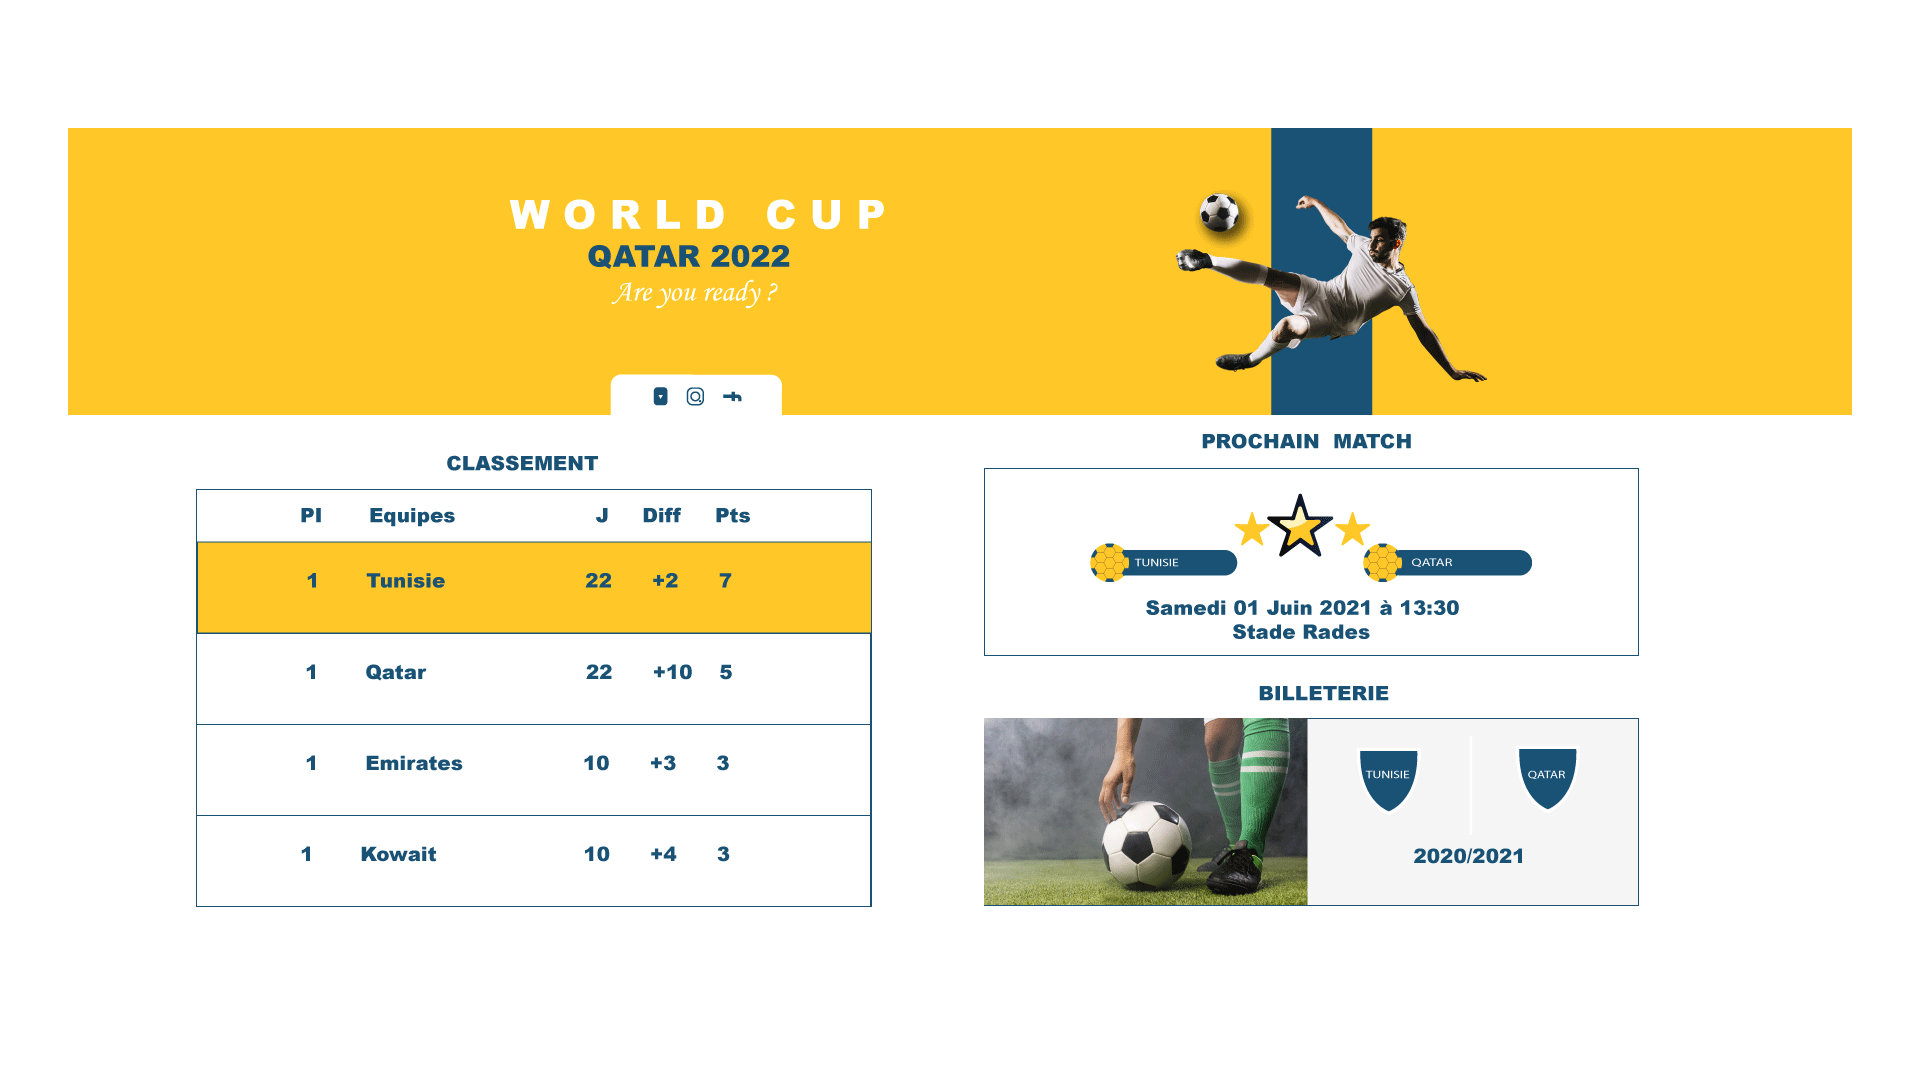 WORLD CUP
QATAR 2022
Are you ready ?
CLASSEMENT
Pl Equipes J Diff Pts
1 Tunisie 22 +2 7
1 Qatar 22 +10 5
1 Emirates 10 +3 3
1 Kowait 10 +4 3
PROCHAIN MATCH
TUNISIE QATAR
Samedi 01 Juin 2021 à 13:30
Stade Rades
BILLETERIE
TUNISIE QATAR
2020/2021